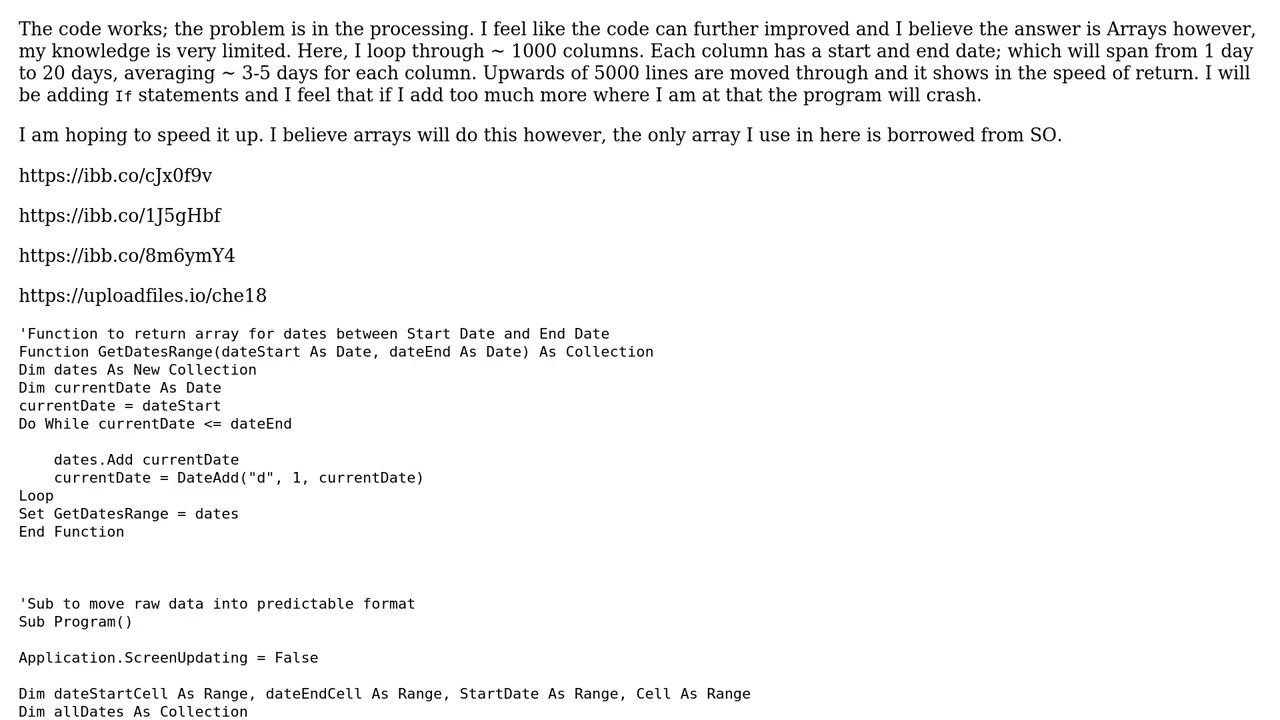 The code works; the problem is in the processing. I feel like the code can further improved and I believe the answer is Arrays however,
my knowledge is very limited. Here, I loop through ~ 1000 columns. Each column has a start and end date; which will span from 1 day
to 20 days, averaging ~ 3-5 days for each column. Upwards of 5000 lines are moved through and it shows in the speed of return. I will
be adding If statements and I feel that if I add too much more where I am at that the program will crash.
I am hoping to speed it up. I believe arrays will do this however, the only array I use in here is borrowed from SO.
https://ibb.co/cJx0f9v
https://ibb.co/1J5gHbf
https://ibb.co/8m6ymY4
https://uploadfiles.io/che18
'Function to return array for dates between Start Date and End Date
Function GetDatesRange(dateStart As Date, dateEnd As Date) As Collection
Dim dates As New Collection
Dim currentDate As Date
currentDate = dateStart
Do While currentDate <= dateEnd
    dates.Add currentDate
    currentDate = DateAdd("d", 1, currentDate)
Loop
Set GetDatesRange = dates
End Function
'Sub to move raw data into predictable format
Sub Program()
Application.ScreenUpdating = False
Dim dateStartCell As Range, dateEndCell As Range, StartDate As Range, Cell As Range
Dim allDates As Collection